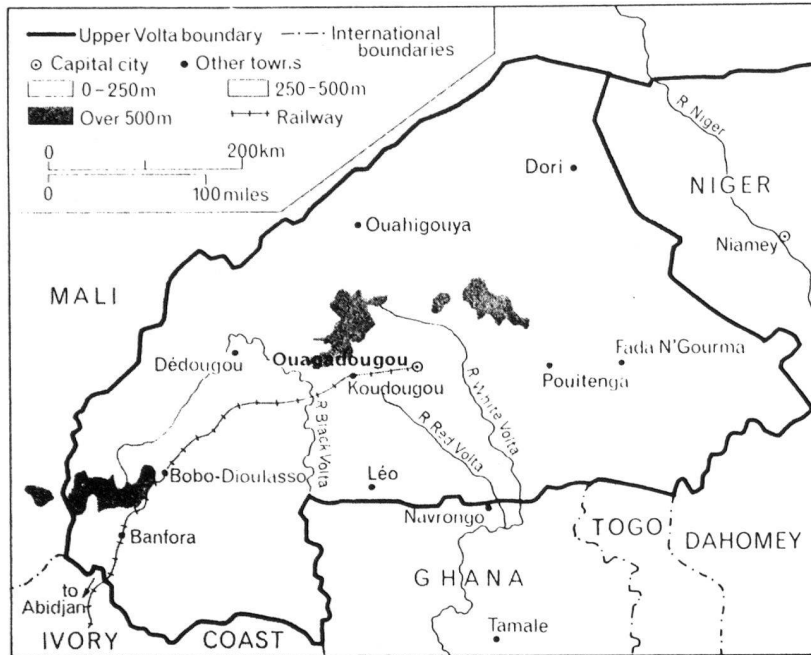 Upper Volta boundary
International boundaries
Capital city
Other towns
0-250m
250-500m
Over 500m
Railway
0 200km
0 100miles
R Niger
Dori
NIGER
Ouahigouya
Niamey
MALI
Ouagadougou
Dédougou
Koudougou
Fada N'Gourma
Pouitenga
R White Volta
R Red Volta
R Black Volta
Bobo-Dioulasso
Léo
Navrongo
Banfora
TOGO
DAHOMEY
GHANA
to
Abidjan
IVORY COAST
Tamale